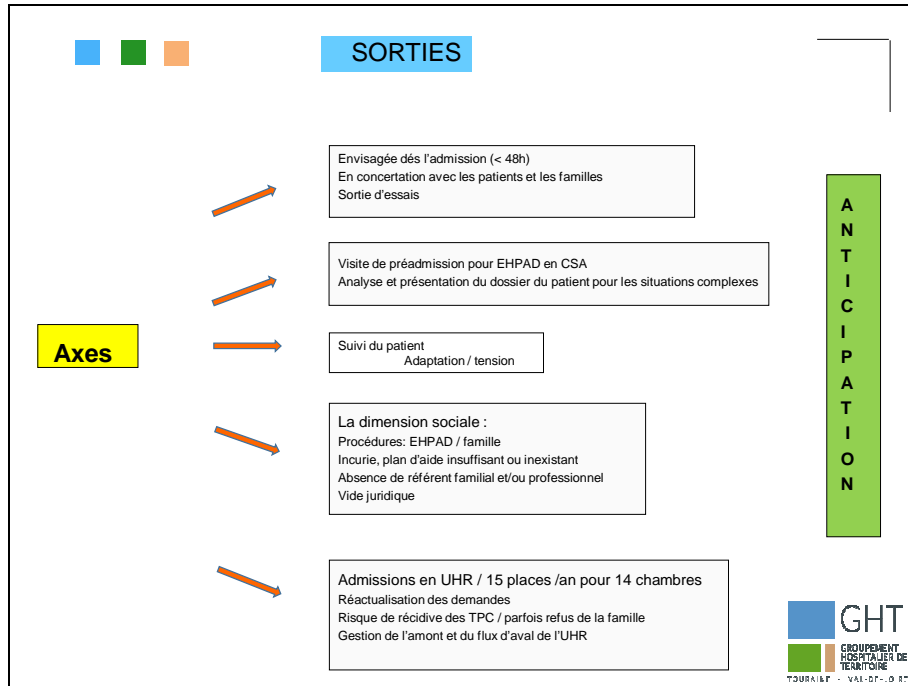 SORTIES
Envisagée dés l'admission (< 48h)
En concertation avec les patients et les familles
Sortie d'essais
Visite de préadmission pour EHPAD en CSA
Analyse et présentation du dossier du patient pour les situations complexes
Axes
Suivi du patient
Adaptation / tension
La dimension sociale :
Procédures: EHPAD / famille
Incurie, plan d'aide insuffisant ou inexistant
Absence de référent familial et/ou professionnel
Vide juridique
Admissions en UHR / 15 places /an pour 14 chambres
Réactualisation des demandes
Risque de récidive des TPC / parfois refus de la famille
Gestion de l'amont et du flux d'aval de l'UHR
A
N
T
I
C
I
P
A
T
I
O
N
GHT
GROUPEMENT
HOSPITALIER DE
TERRITOIRE
TOURAINE - VAL-DE-LOIRE